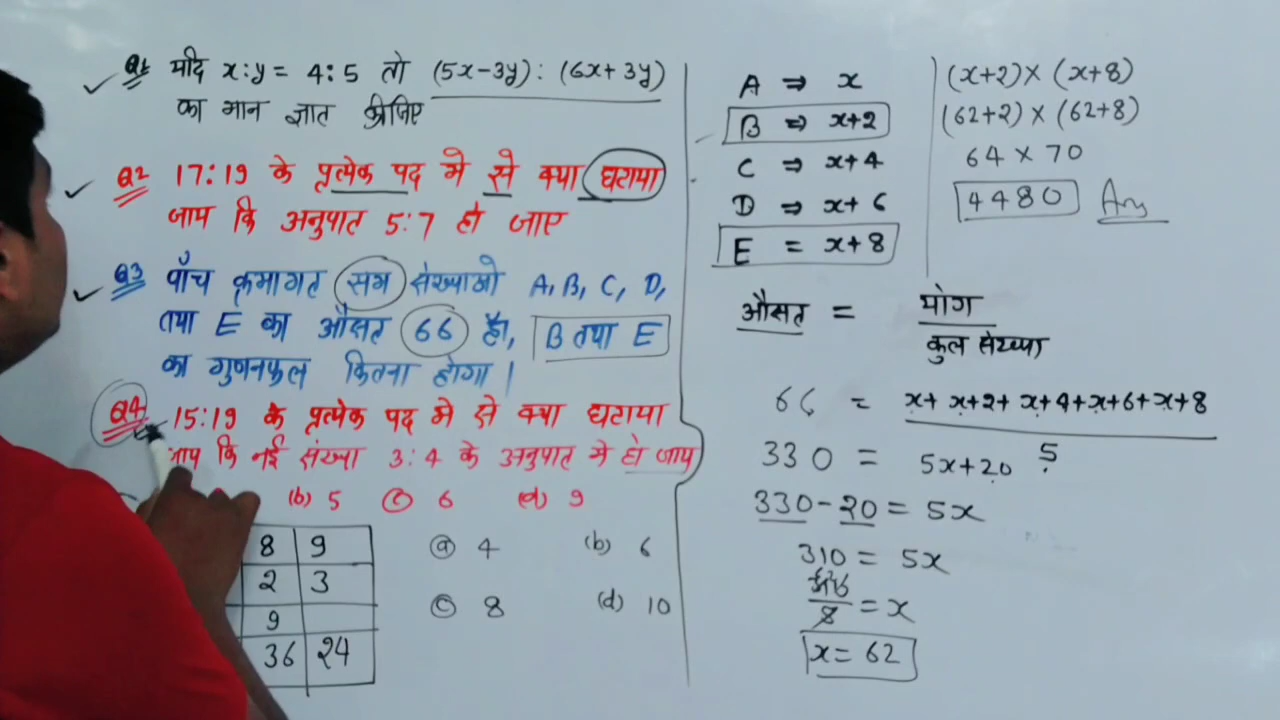 Q1 यदि x:y = 4:5 तो (5x-3y) : (6x+3y)
का मान ज्ञात कीजिए
Q2 17:19 के प्रत्येक पद मे से क्या घटाया
जाय कि अनुपात 5:7 हो जाए
Q3 पाँच क्रमागत सम संख्याओ A, B, C, D,
तथा E का औसत 66 है, B तथा E
का गुणनफल कितना होगा।
Q4 15:19 के प्रत्येक पद मे से क्या घटाया
जाय कि नई संख्या 3:4 के अनुपात मे हो जाय
(b) 5 (c) 6 (d) 9
8 9
2 3
9
36 24
(a) 4 (b) 6
(c) 8 (d) 10
A ⇒ x
B ⇒ x+2
C ⇒ x+4
D ⇒ x+6
E = x+8
(x+2) × (x+8)
(62+2) × (62+8)
64 × 70
4480 Ans
औसत = योग
कुल संख्या
66 = x+x+2+x+4+x+6+x+8
5
330 = 5x+20
330-20 = 5x
310 = 5x
= x
x = 62